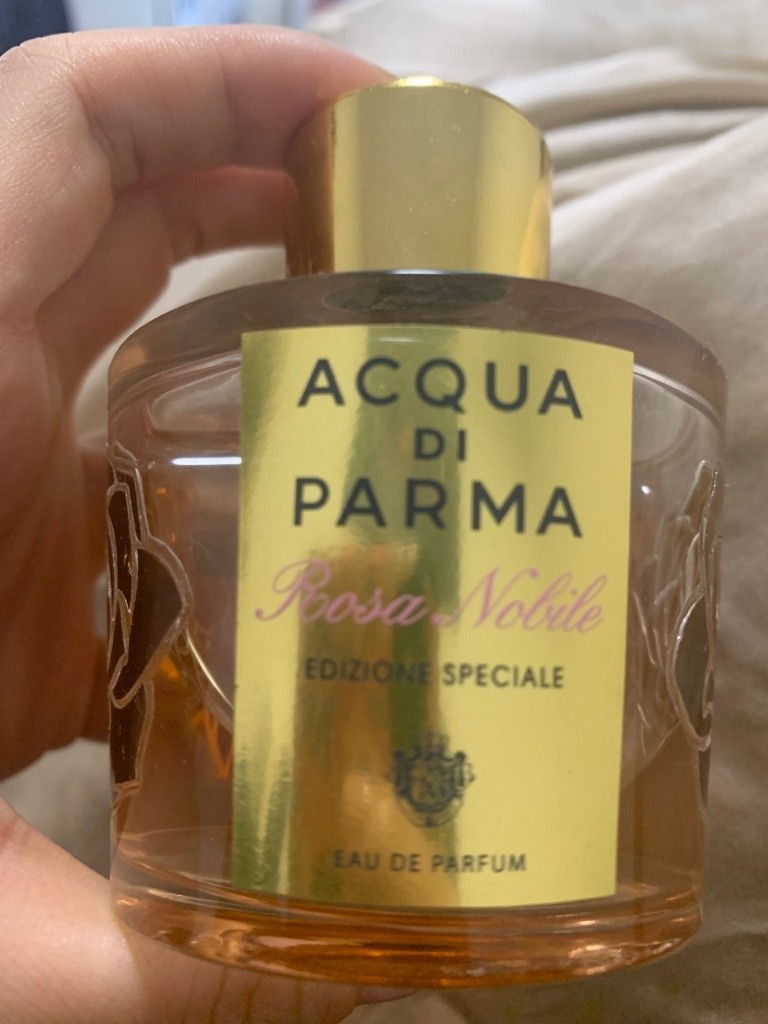 ACQUA
DI
PARMA
Rosa Nobile
EDIZIONE SPECIALE
EAU DE PARFUM